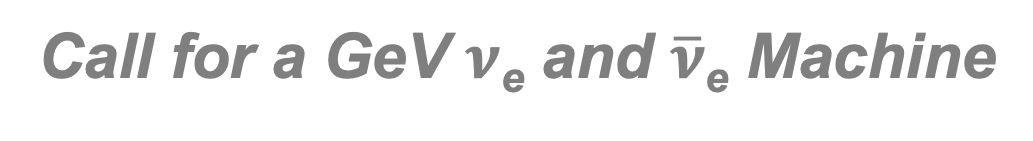 Call for a GeV νₑ and ν̄ₑ Machine